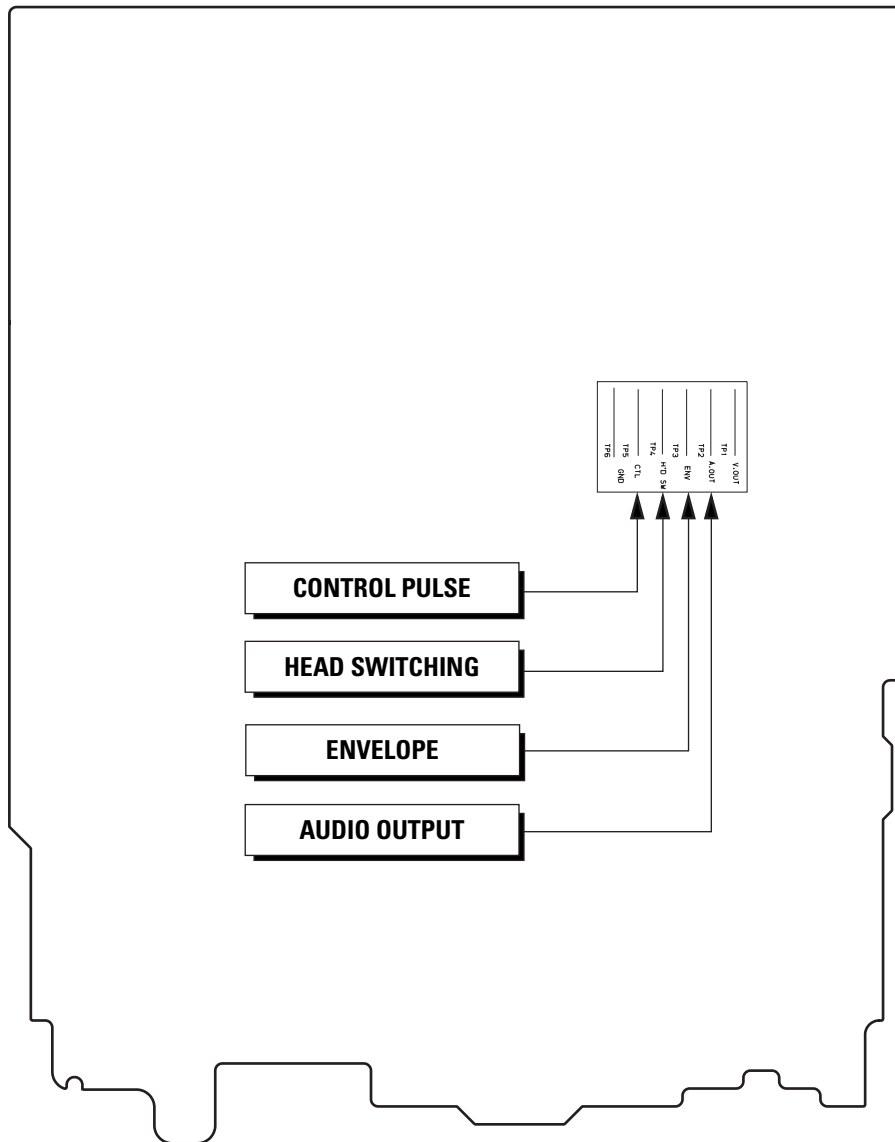 TP6
GND
TP5
CTL
TP4
H'D SW
TP3
ENV
TP2
A.OUT
TP1
V.OUT
CONTROL PULSE
HEAD SWITCHING
ENVELOPE
AUDIO OUTPUT